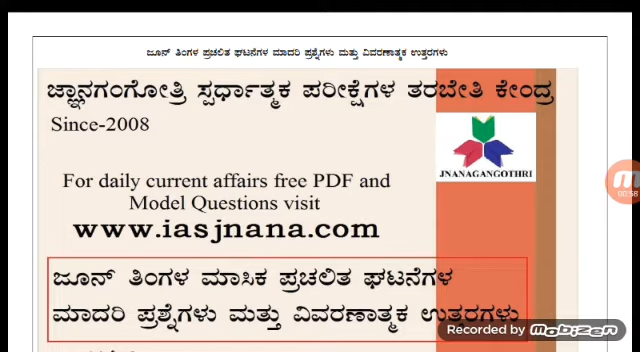 ಜೂನ್ ತಿಂಗಳ ಪ್ರಚಲಿತ ಘಟನೆಗಳ ಮಾದರಿ ಪ್ರಶ್ನೆಗಳು ಮತ್ತು ವಿವರಣಾತ್ಮಕ ಉತ್ತರಗಳು
ಜ್ಞಾನಗಂಗೋತ್ರಿ ಸ್ಪರ್ಧಾತ್ಮಕ ಪರೀಕ್ಷೆಗಳ ತರಬೇತಿ ಕೇಂದ್ರ
Since-2008
JNANAGANGOTHRI
For daily current affairs free PDF and
Model Questions visit
www.iasjnana.com
00:58
ಜೂನ್ ತಿಂಗಳ ಮಾಸಿಕ ಪ್ರಚಲಿತ ಘಟನೆಗಳ
ಮಾದರಿ ಪ್ರಶ್ನೆಗಳು ಮತ್ತು ವಿವರಣಾತ್ಮಕ ಉತ್ತರಗಳು
Recorded by Mobizen